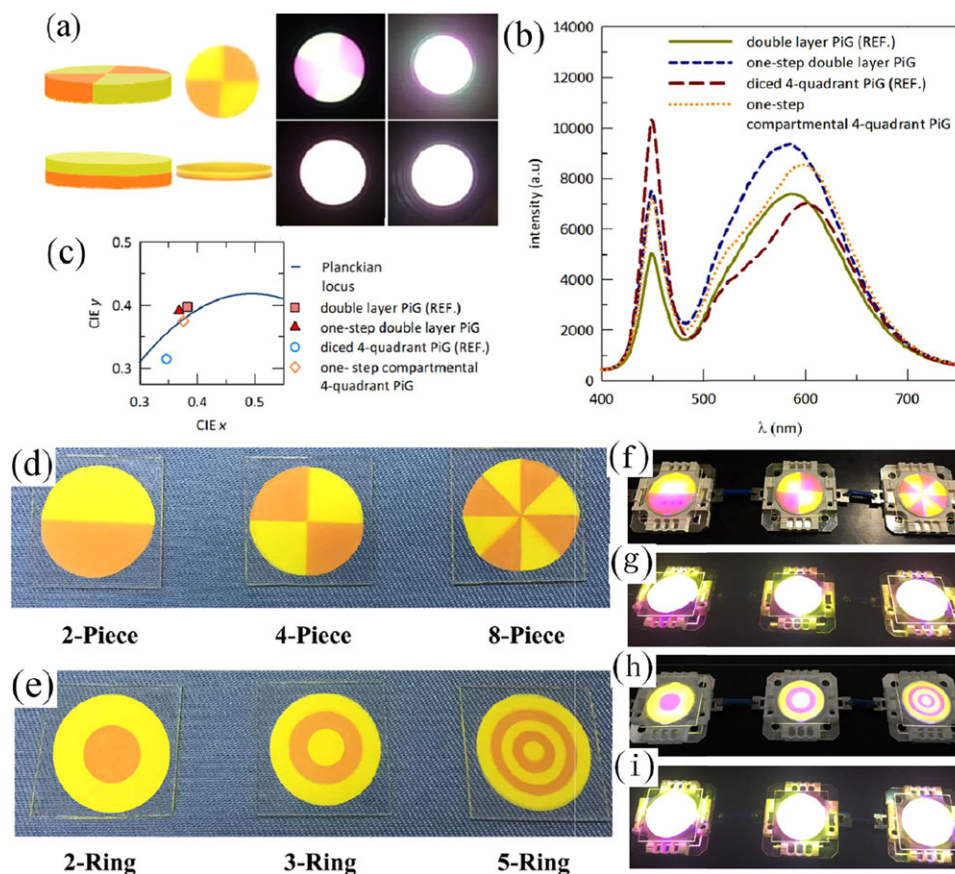 (a)
(b)
14000
12000
10000
8000
6000
4000
2000
0
intensity (a.u)
double layer PiG (REF.)
one-step double layer PiG
diced 4-quadrant PiG (REF.)
one-step
compartmental 4-quadrant PiG
400
500
600
700
λ (nm)
(c)
0.5
0.4
0.3
CIE y
0.3
0.4
0.5
CIE x
Planckian
locus
double layer PiG (REF.)
one-step double layer PiG
diced 4-quadrant PiG (REF.)
one- step compartmental
4-quadrant PiG
(d)
2-Piece
4-Piece
8-Piece
(e)
2-Ring
3-Ring
5-Ring
(f)
(g)
(h)
(i)